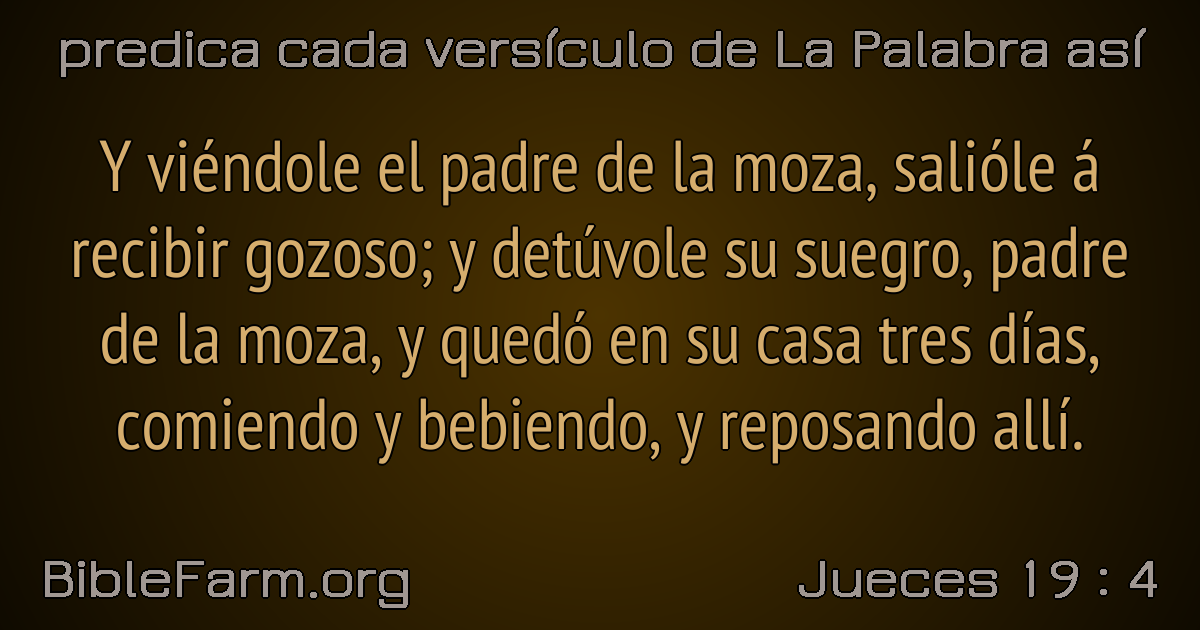 predica cada versículo de La Palabra así
Y viéndole el padre de la moza, salióle á
recibir gozoso; y detúvole su suegro, padre
de la moza, y quedó en su casa tres días,
comiendo y bebiendo, y reposando allí.
BibleFarm.org
Jueces 19 : 4